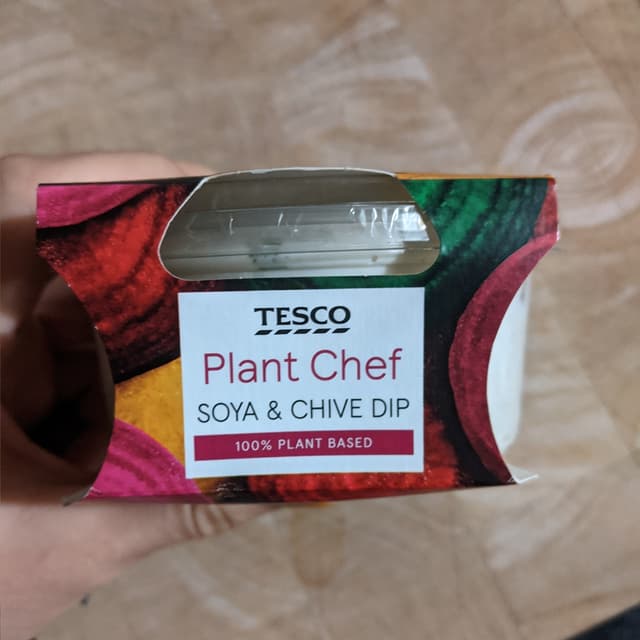 TESCO
Plant Chef
SOYA & CHIVE DIP
100% PLANT BASED